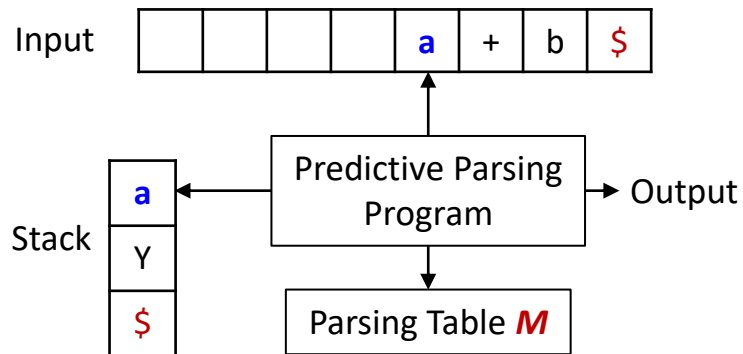 Input a + b $
Predictive Parsing
Program
Output
Stack
a
Y
$
Parsing Table M